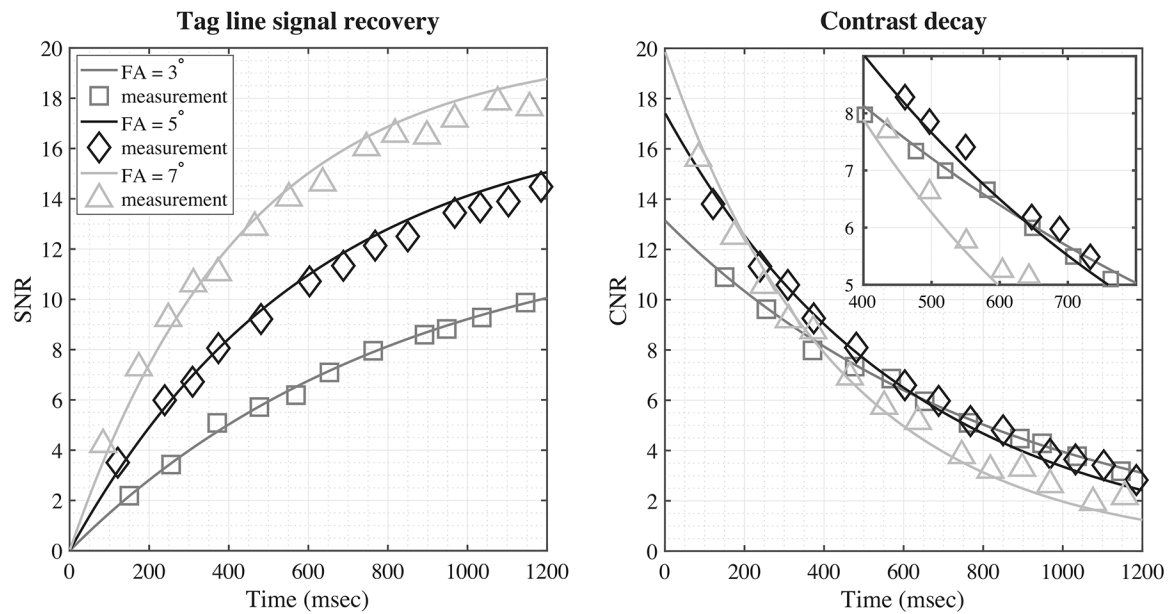 Tag line signal recovery
20
18
16
14
12
10
8
6
4
2
0
SNR
FA = 3°
measurement
FA = 5°
measurement
FA = 7°
measurement
0 200 400 600 800 1000 1200
Time (msec)
Contrast decay
20
18
16
14
12
10
8
6
4
2
0
CNR
8
7
6
5
400 500 600 700
0 200 400 600 800 1000 1200
Time (msec)